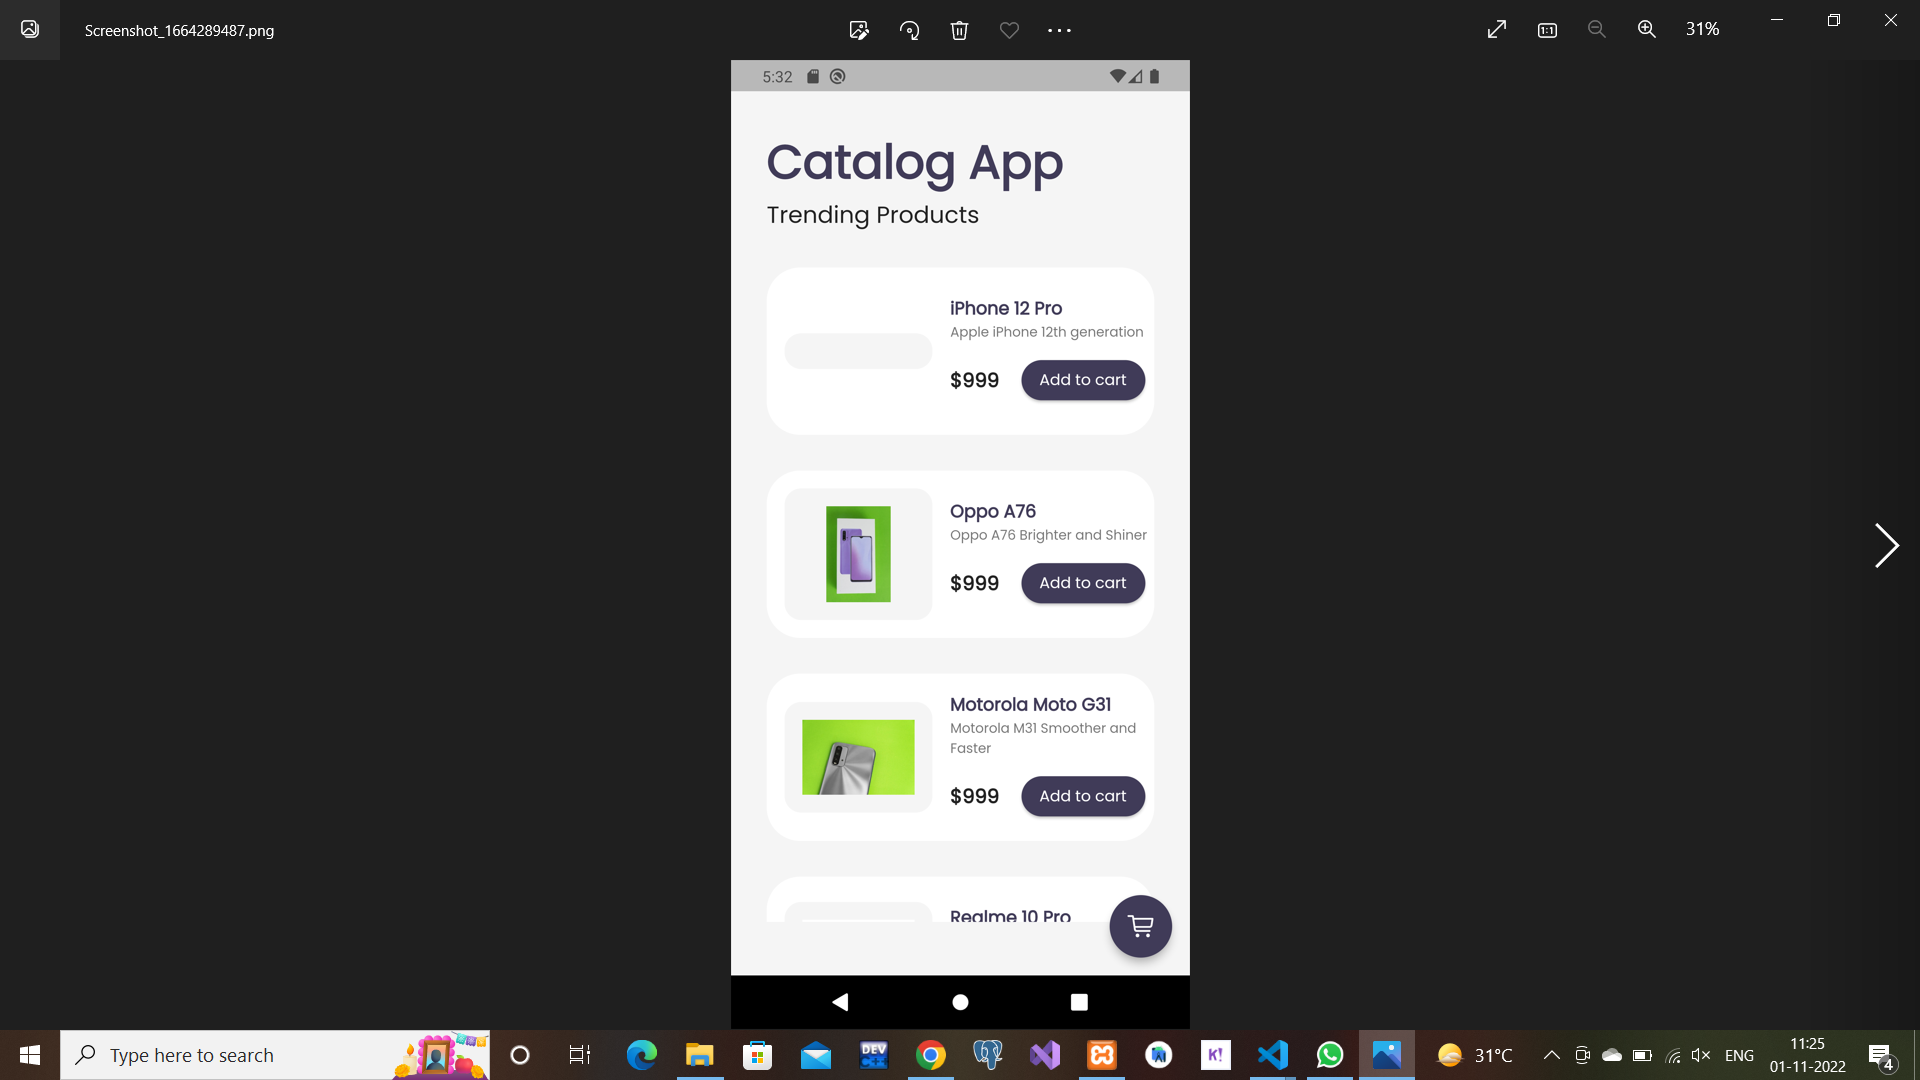 Screenshot_1664289487.png
31%
5:32
Catalog App
Trending Products
iPhone 12 Pro
Apple iPhone 12th generation
$999 Add to cart
Oppo A76
Oppo A76 Brighter and Shiner
$999 Add to cart
Motorola Moto G31
Motorola M31 Smoother and
Faster
$999 Add to cart
Realme 10 Pro
Type here to search
DEV C++
K!
31°C
ENG
11:25
01-11-2022
4